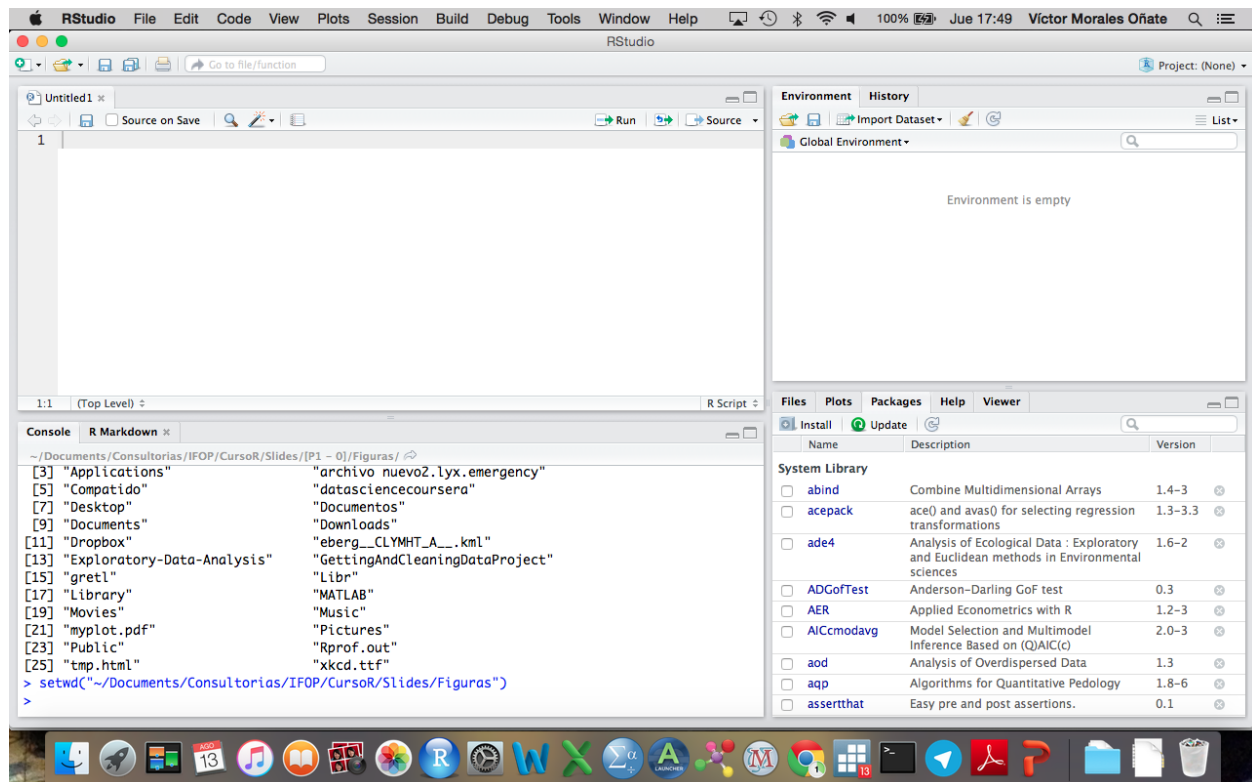 RStudio File Edit Code View Plots Session Build Debug Tools Window Help 100% Jue 17:49 Víctor Morales Oñate
RStudio
Go to file/function Project: (None)
Untitled1
Source on Save Run Source
1
1:1 (Top Level) R Script
Console R Markdown
~/Documents/Consultorias/IFOP/CursoR/Slides/[P1 - 0]/Figuras/
[3] "Applications" "archivo nuevo2.lyx.emergency"
[5] "Compatido" "datasciencecoursera"
[7] "Desktop" "Documentos"
[9] "Documents" "Downloads"
[11] "Dropbox" "eberg__CLYMHT_A__.kml"
[13] "Exploratory-Data-Analysis" "GettingAndCleaningDataProject"
[15] "gretl" "Libr"
[17] "Library" "MATLAB"
[19] "Movies" "Music"
[21] "myplot.pdf" "Pictures"
[23] "Public" "Rprof.out"
[25] "tmp.html" "xkcd.ttf"
> setwd("~/Documents/Consultorias/IFOP/CursoR/Slides/Figuras")
>
Environment History
Import Dataset List
Global Environment
Environment is empty
Files Plots Packages Help Viewer
Install Update
Name Description Version
System Library
abind Combine Multidimensional Arrays 1.4-3
acepack ace() and avas() for selecting regression 1.3-3.3
transformations
ade4 Analysis of Ecological Data : Exploratory 1.6-2
and Euclidean methods in Environmental
sciences
ADGofTest Anderson-Darling GoF test 0.3
AER Applied Econometrics with R 1.2-3
AICcmodavg Model Selection and Multimodel 2.0-3
Inference Based on (Q)AIC(c)
aod Analysis of Overdispersed Data 1.3
aqp Algorithms for Quantitative Pedology 1.8-6
assertthat Easy pre and post assertions. 0.1
AGO
13
R
W
X
Σα
A
LAUNCHER
M
1
13
>_
P